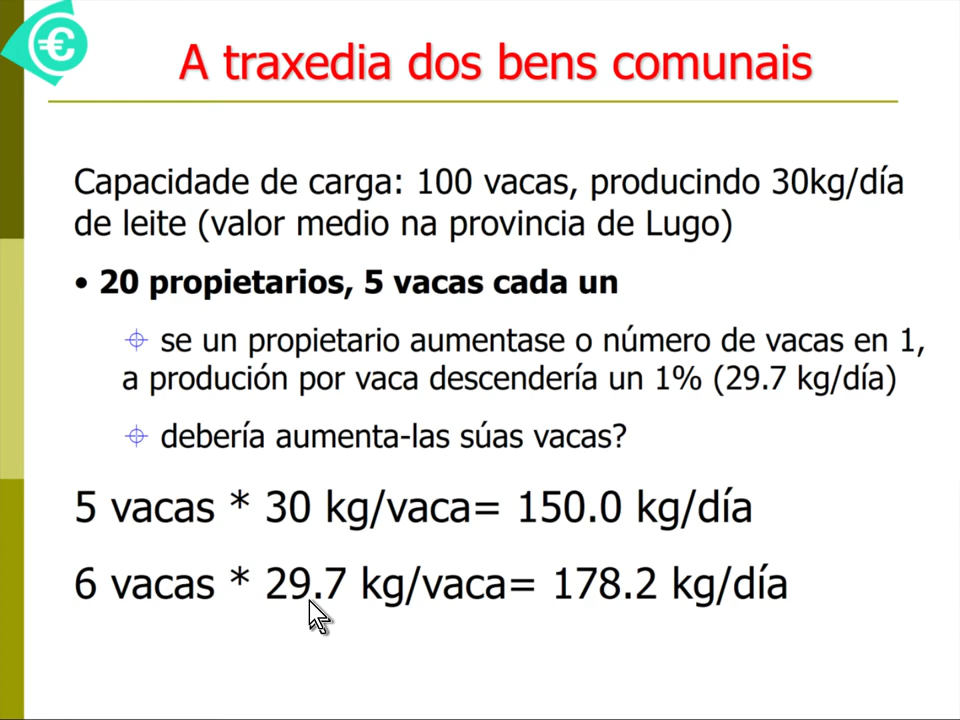 A traxedia dos bens comunais
Capacidade de carga: 100 vacas, producindo 30kg/día
de leite (valor medio na provincia de Lugo)
• 20 propietarios, 5 vacas cada un
se un propietario aumentase o número de vacas en 1,
a produción por vaca descendería un 1% (29.7 kg/día)
debería aumenta-las súas vacas?
5 vacas * 30 kg/vaca= 150.0 kg/día
6 vacas * 29.7 kg/vaca= 178.2 kg/día